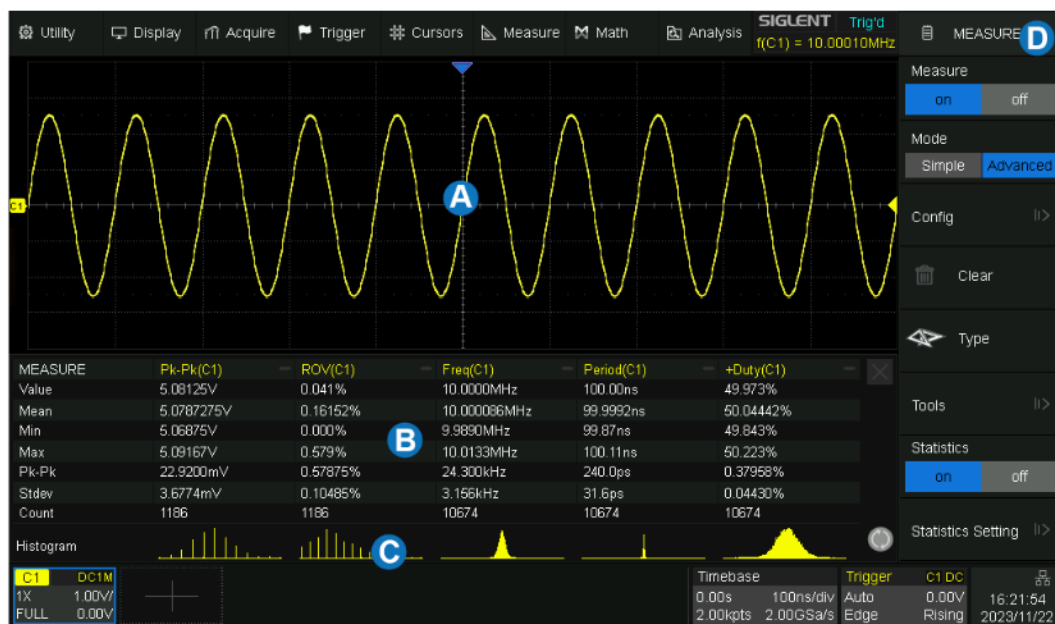 Utility Display Acquire Trigger Cursors Measure Math Analysis SIGLENT Trig'd
f(C1) = 10.00010MHz
MEASURE D
Measure
on off
Mode
Simple Advanced
Config
Clear
Type
Tools
Statistics
on off
Statistics Setting
C1
A
MEASURE Pk-Pk(C1) ROV(C1) Freq(C1) Period(C1) +Duty(C1)
Value 5.08125V 0.041% 10.0000MHz 100.00ns 49.973%
Mean 5.0787275V 0.16152% 10.000086MHz 99.9992ns 50.04442%
Min 5.06875V 0.000% 9.9890MHz 99.87ns 49.843%
Max 5.09167V 0.579% 10.0133MHz 100.11ns 50.223%
Pk-Pk 22.9200mV 0.57875% 24.300kHz 240.0ps 0.37958%
Stdev 3.6774mV 0.10485% 3.156kHz 31.6ps 0.04430%
Count 1186 1186 10674 10674 10674
B
Histogram
C
C1 DC1M
1X 1.00V/
FULL 0.00V
Timebase
0.00s 100ns/div
2.00kpts 2.00GSa/s
Trigger C1 DC
Auto 0.00V
Edge Rising
16:21:54
2023/11/22